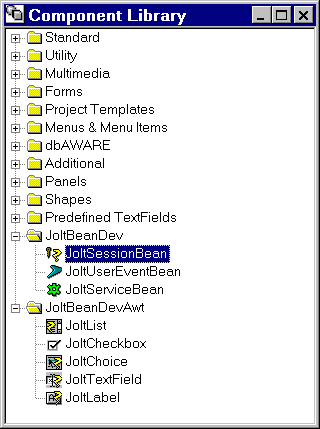 Component Library
Standard
Utility
Multimedia
Forms
Project Templates
Menus & Menu Items
dbAWARE
Additional
Panels
Shapes
Predefined TextFields
JoltBeanDev
JoltSessionBean
JoltUserEventBean
JoltServiceBean
JoltBeanDevAwt
JoltList
JoltCheckbox
JoltChoice
JoltTextField
JoltLabel